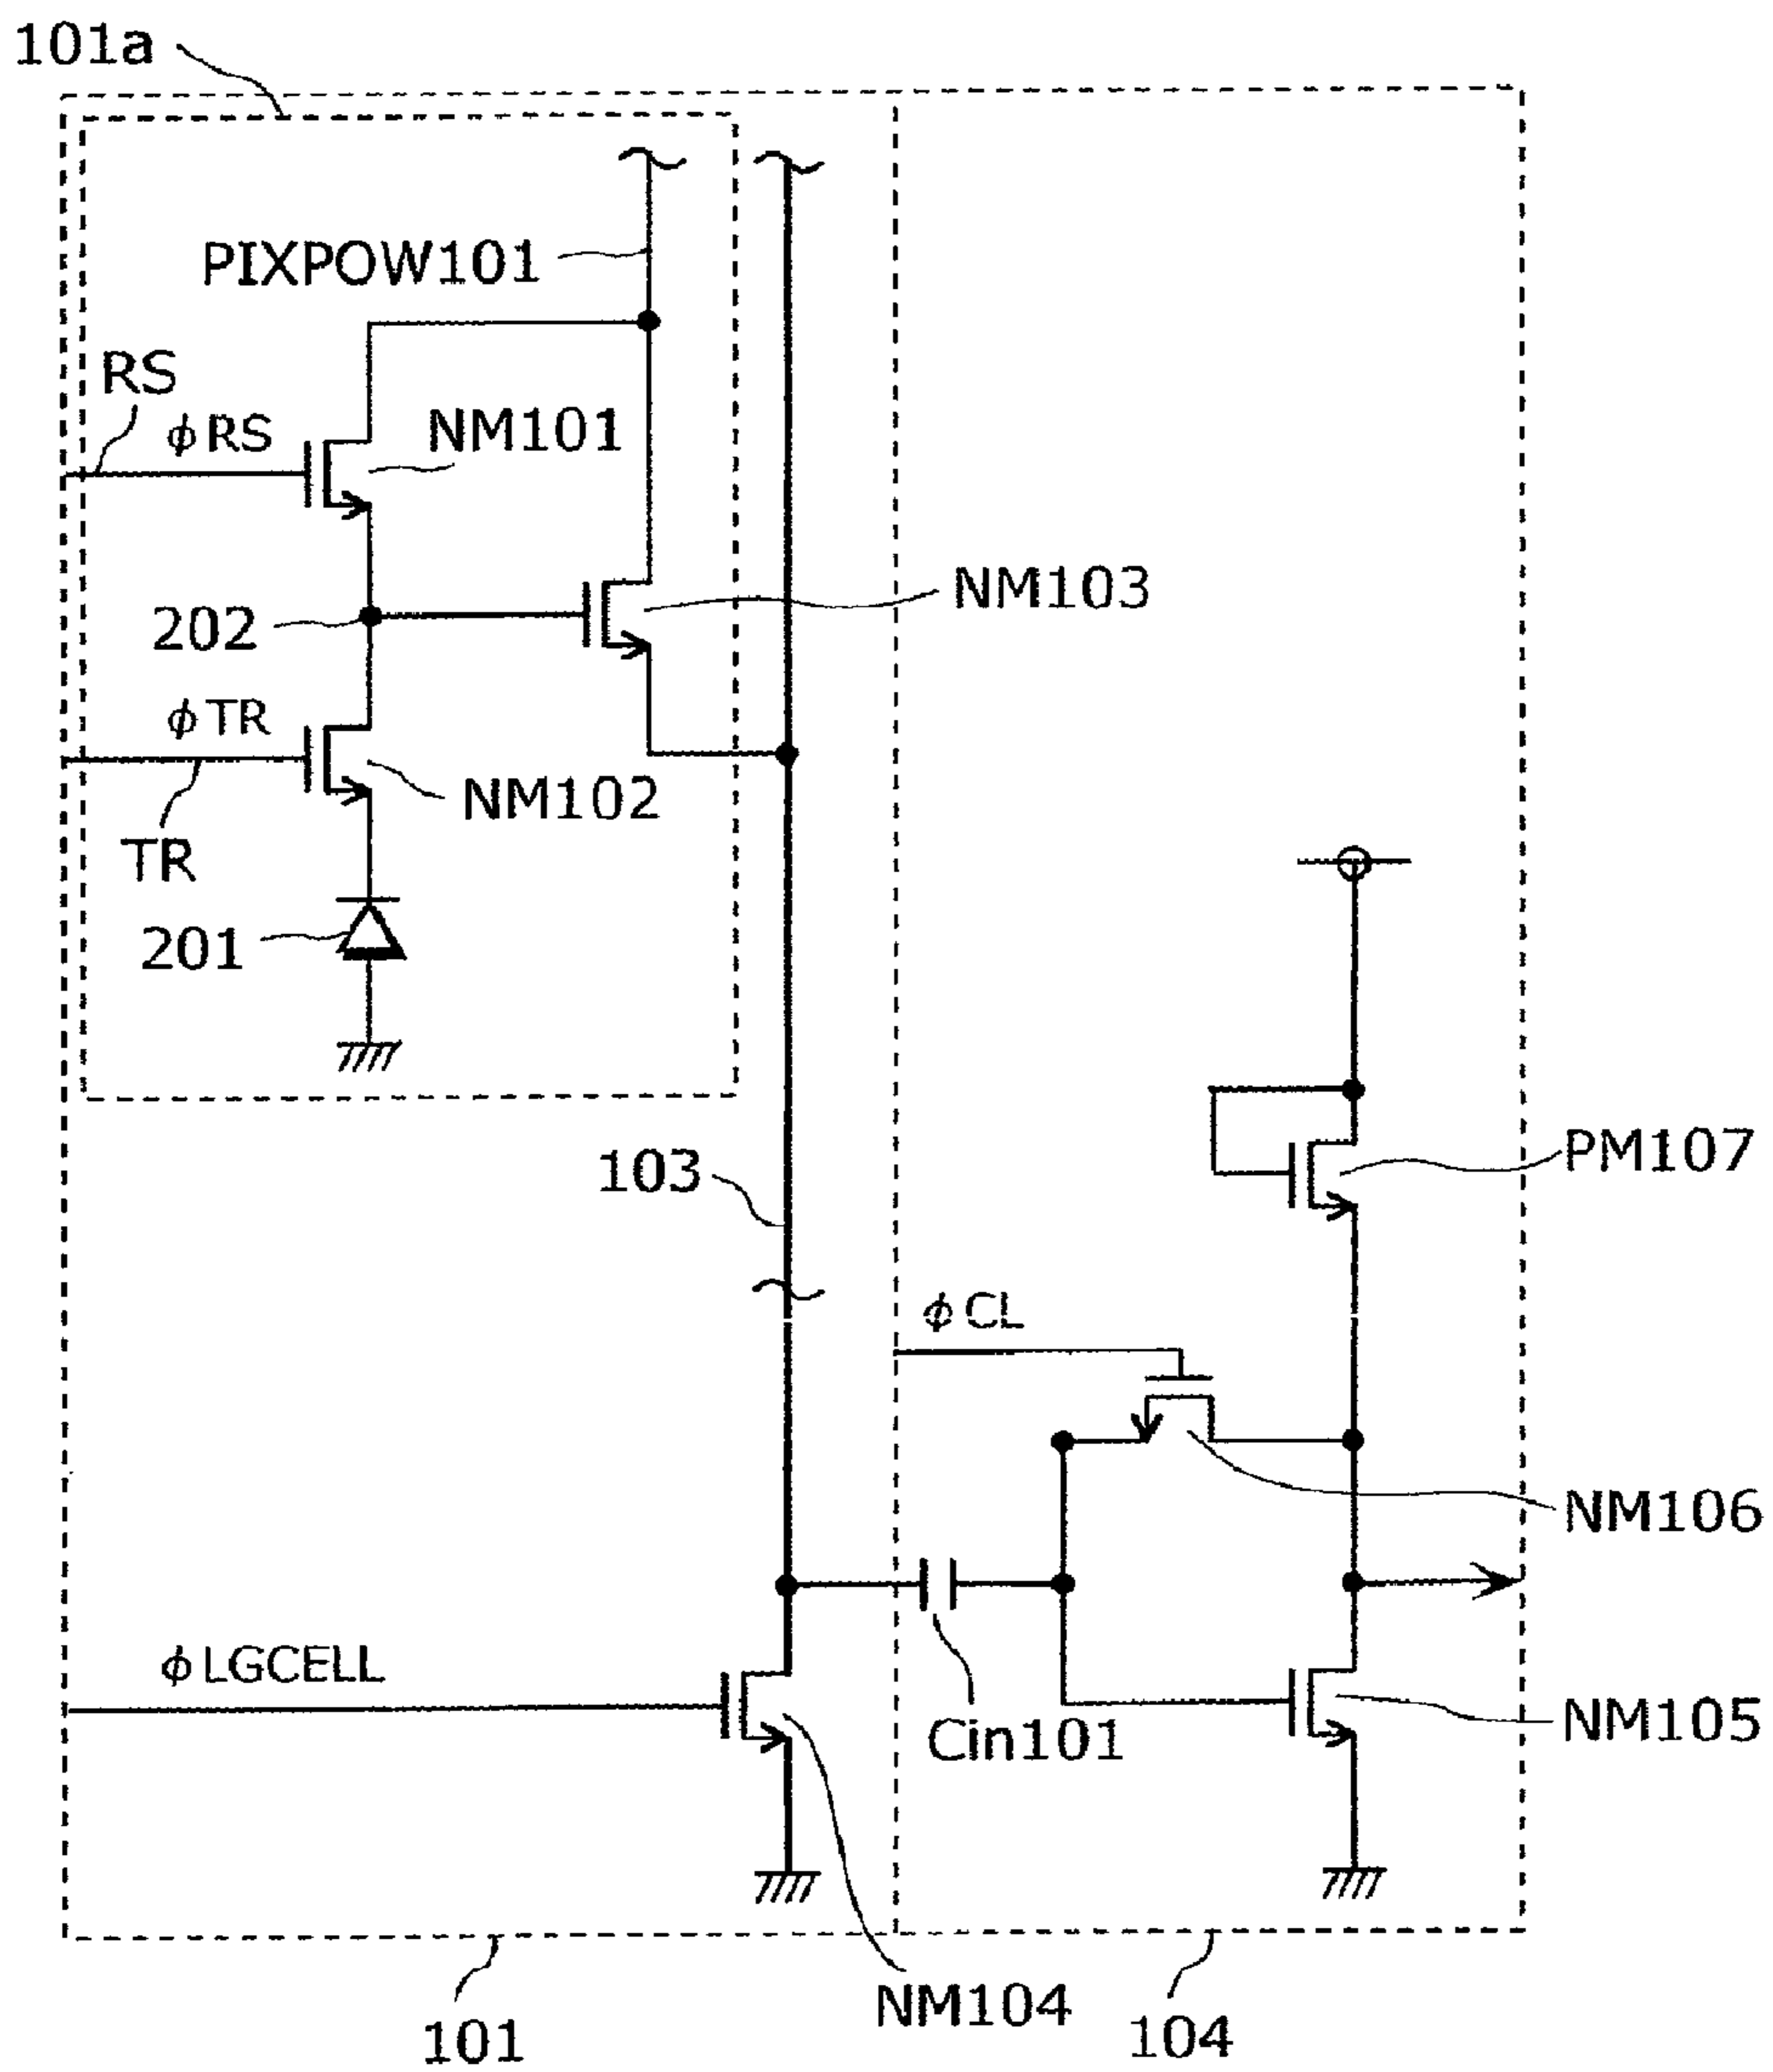 101a
PIXPOW101
RS
ϕRS
NM101
NM103
202
ϕTR
NM102
TR
201
PM107
103
ϕCL
NM106
ϕLGCELL
Cin101
NM105
NM104
101
104